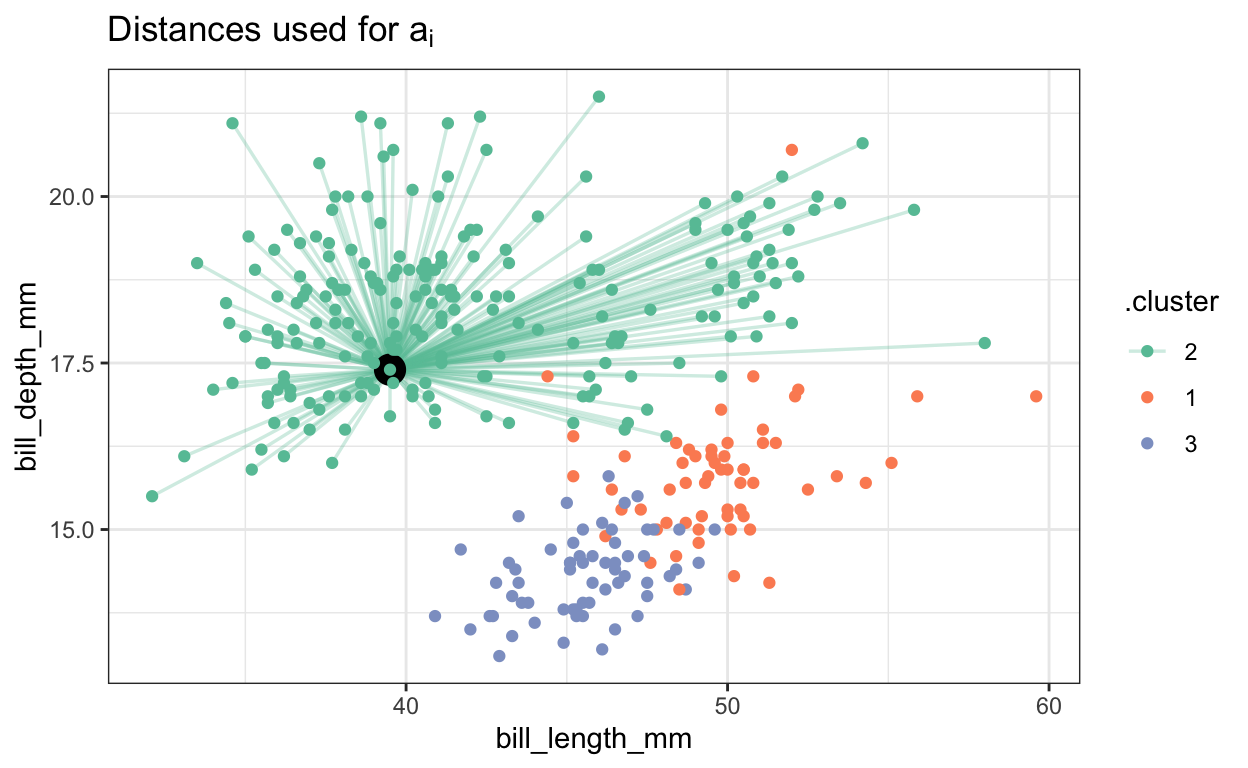 Distances used for aᵢ
20.0
17.5
15.0
bill_depth_mm
40 50 60
bill_length_mm
.cluster
2
1
3